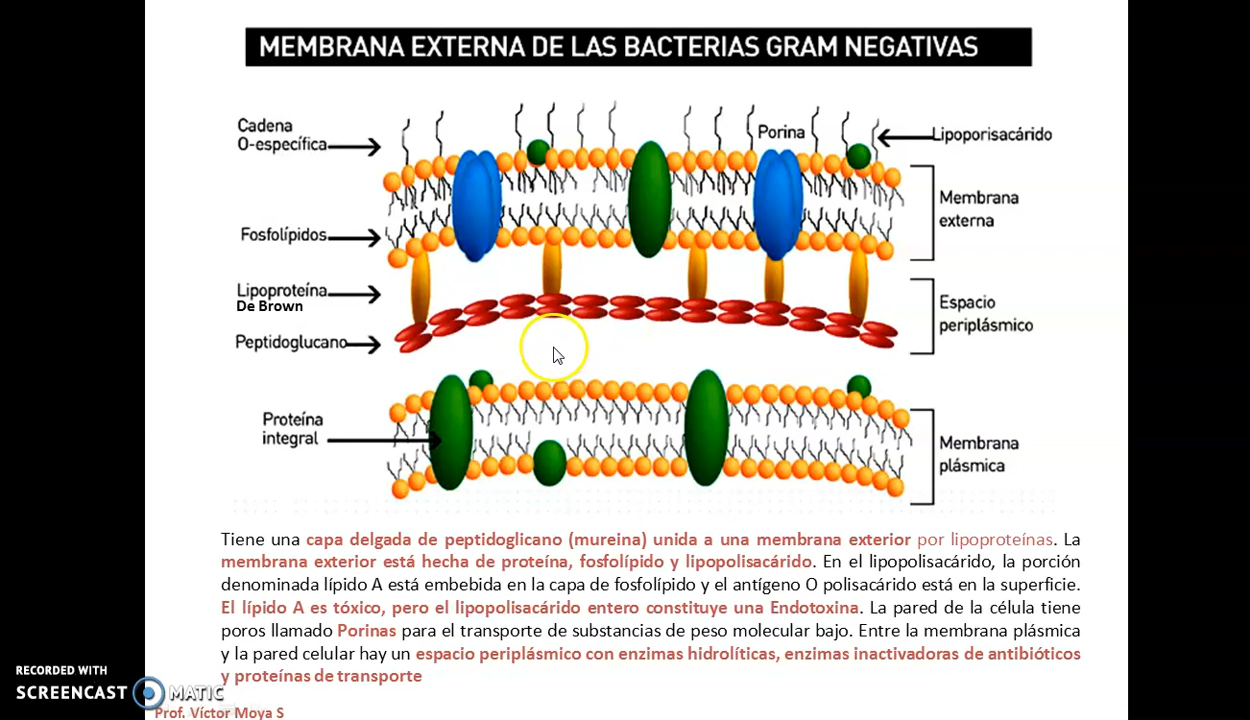 MEMBRANA EXTERNA DE LAS BACTERIAS GRAM NEGATIVAS
Cadena
O-específica
Porina
Lipoporisacárido
Membrana
externa
Fosfolípidos
Lipoproteína
De Brown
Espacio
periplásmico
Peptidoglucano
Proteína
integral
Membrana
plásmica
Tiene una capa delgada de peptidoglicano (mureina) unida a una membrana exterior por lipoproteínas. La
membrana exterior está hecha de proteína, fosfolípido y lipopolisacárido. En el lipopolisacárido, la porción
denominada lípido A está embebida en la capa de fosfolípido y el antígeno O polisacárido está en la superficie.
El lípido A es tóxico, pero el lipopolisacárido entero constituye una Endotoxina. La pared de la célula tiene
poros llamado Porinas para el transporte de substancias de peso molecular bajo. Entre la membrana plásmica
y la pared celular hay un espacio periplásmico con enzimas hidrolíticas, enzimas inactivadoras de antibióticos
y proteínas de transporte
RECORDED WITH
SCREENCAST MATIC
Prof. Víctor Moya S